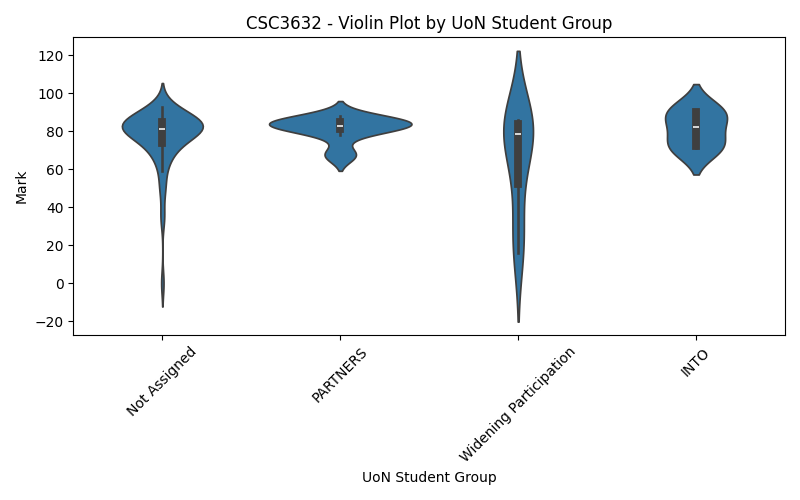 CSC3632 - Violin Plot by UoN Student Group
120
100
80
60
40
20
0
−20
Mark
Not Assigned
PARTNERS
Widening Participation
INTO
UoN Student Group